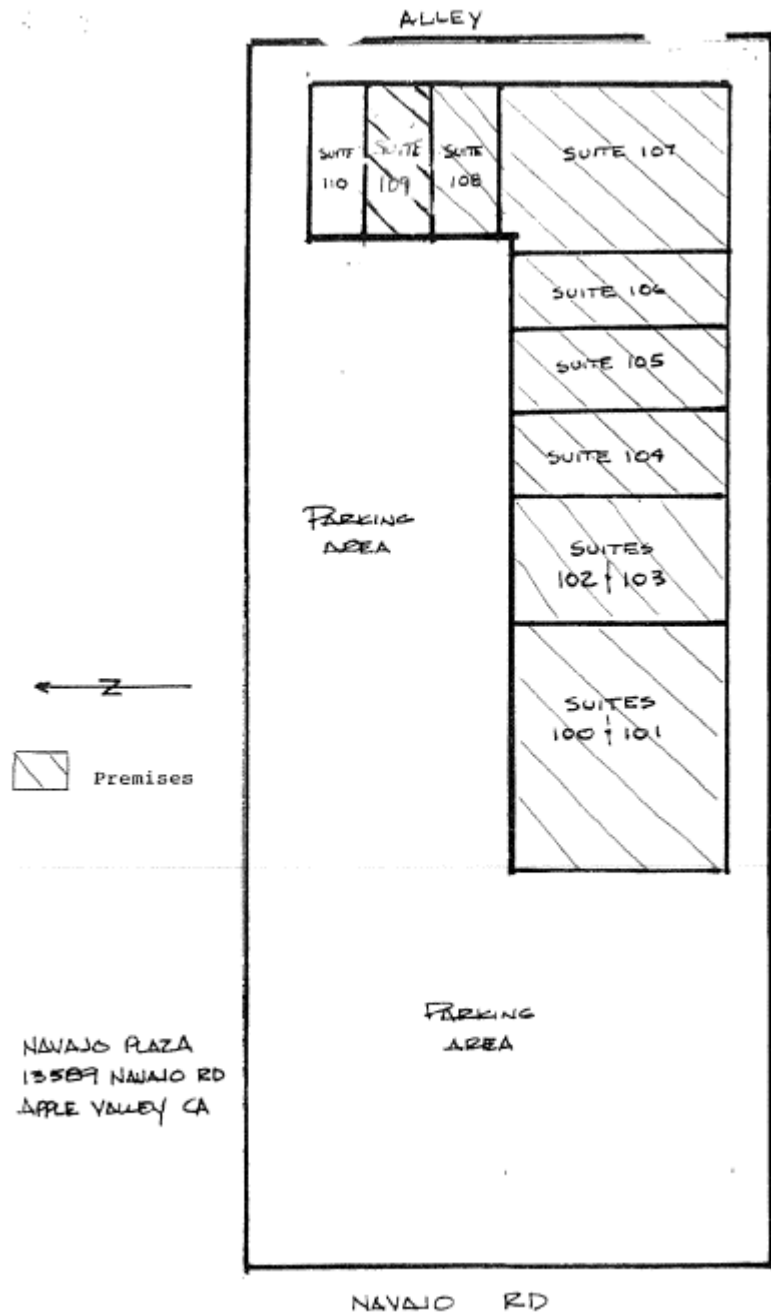 ALLEY
SUITE
110
SUITE
109
SUITE
108
SUITE 107
SUITE 106
SUITE 105
SUITE 104
PARKING
AREA
SUITES
102 + 103
N
SUITES
100 + 101
Premises
PARKING
AREA
NAVAJO PLAZA
13589 NAVAJO RD
APPLE VALLEY CA
NAVAJO RD